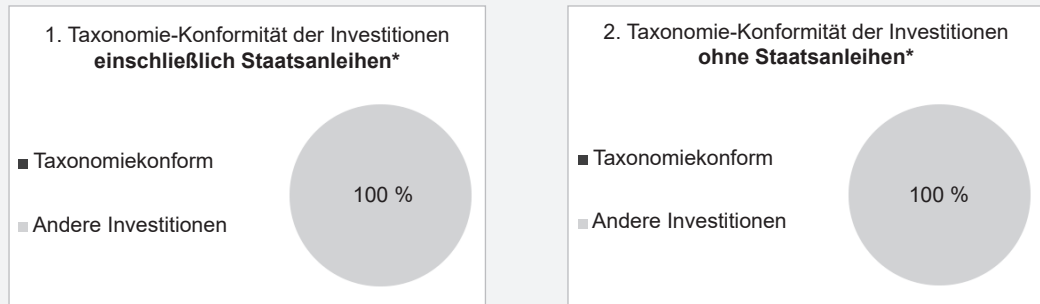 1. Taxonomie-Konformität der Investitionen
einschließlich Staatsanleihen*
Taxonomiekonform
Andere Investitionen
100 %
2. Taxonomie-Konformität der Investitionen
ohne Staatsanleihen*
Taxonomiekonform
Andere Investitionen
100 %